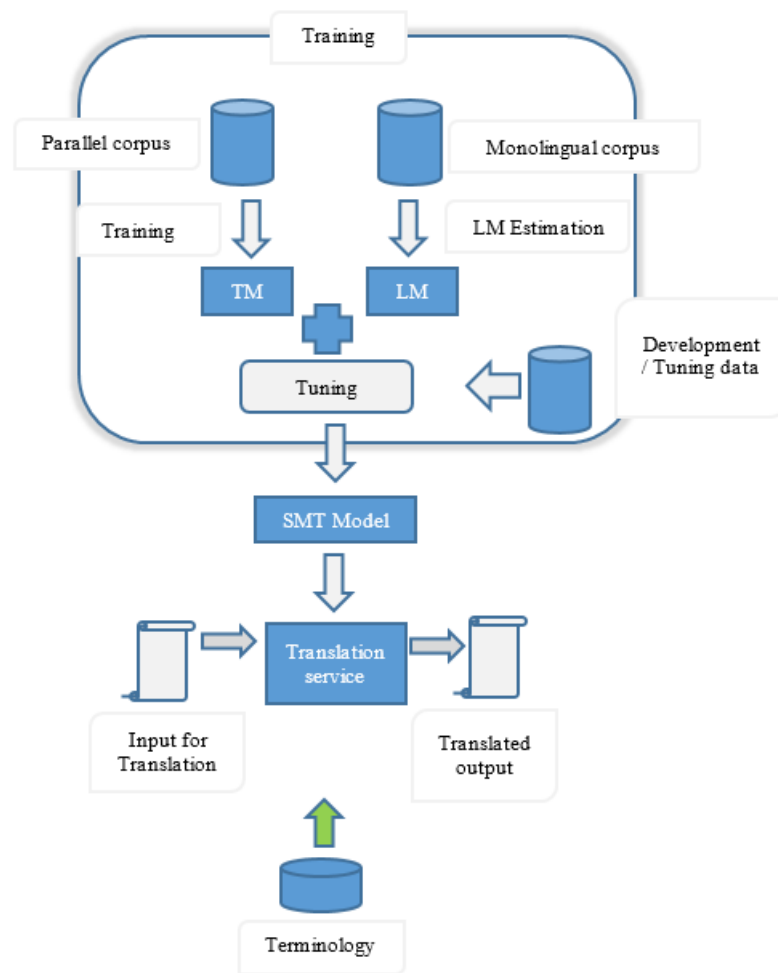 Training
Parallel corpus
Monolingual corpus
Training
LM Estimation
TM
LM
Development
/ Tuning data
Tuning
SMT Model
Translation
service
Input for
Translation
Translated
output
Terminology